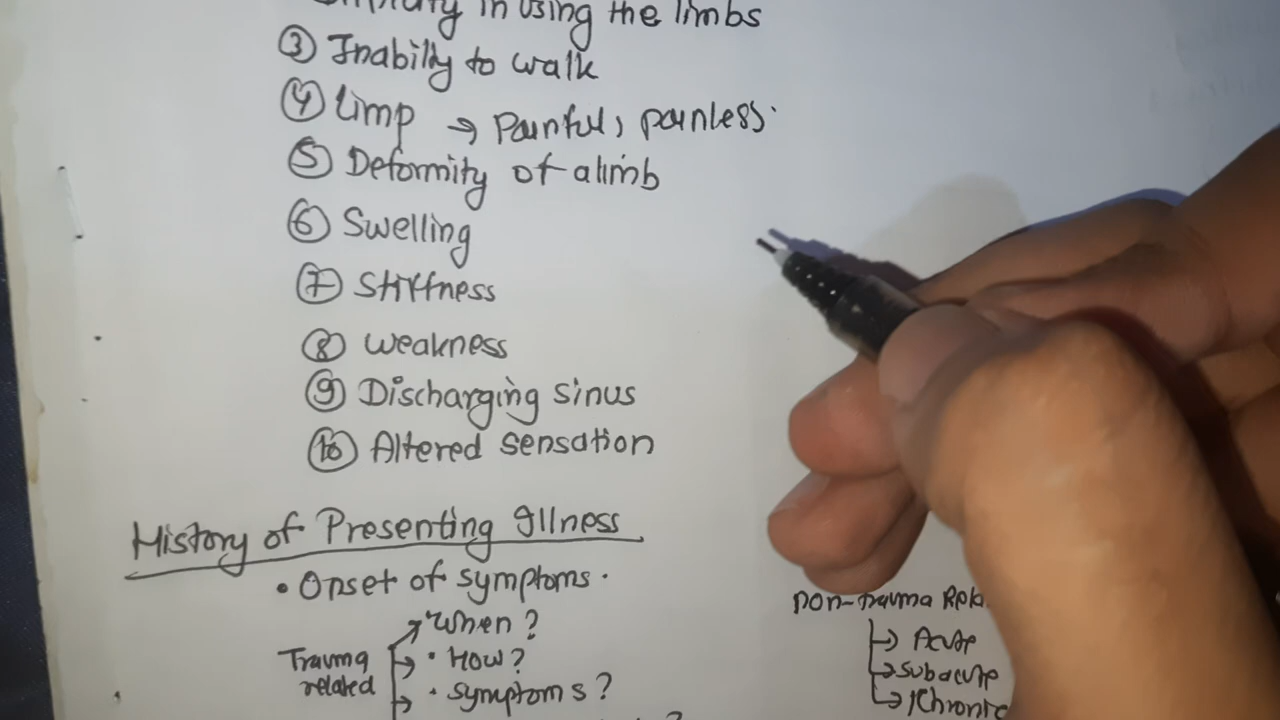 in using the limbs
③ Inability to walk
④ Limp → Painful, painless.
⑤ Deformity of a limb
⑥ Swelling
⑦ Stiffness
⑧ Weakness
⑨ Discharging sinus
⑩ Altered sensation
History of Presenting Illness
• Onset of symptoms.
Trauma related
→ When?
→ • How?
→ • Symptoms?
Non-trauma
→ Acute
→ Subacute
→ Chronic